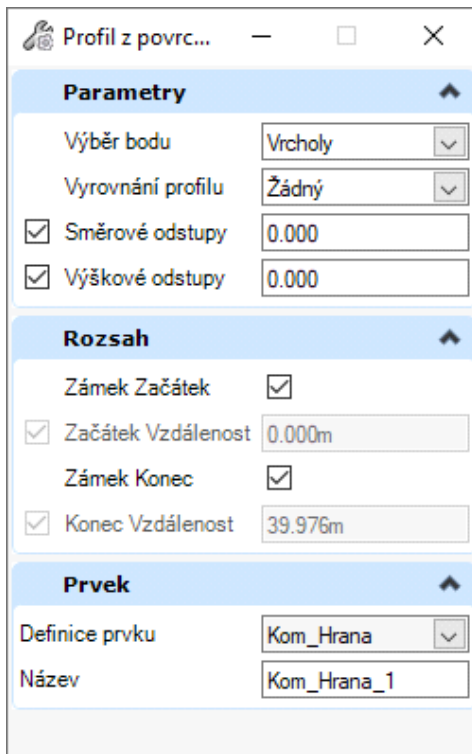 Profil z povrc...
Parametry
Výběr bodu Vrcholy
Vyrovnání profilu Žádný
Směrové odstupy 0.000
Výškové odstupy 0.000
Rozsah
Zámek Začátek
Začátek Vzdálenost 0.000m
Zámek Konec
Konec Vzdálenost 39.976m
Prvek
Definice prvku Kom_Hrana
Název Kom_Hrana_1